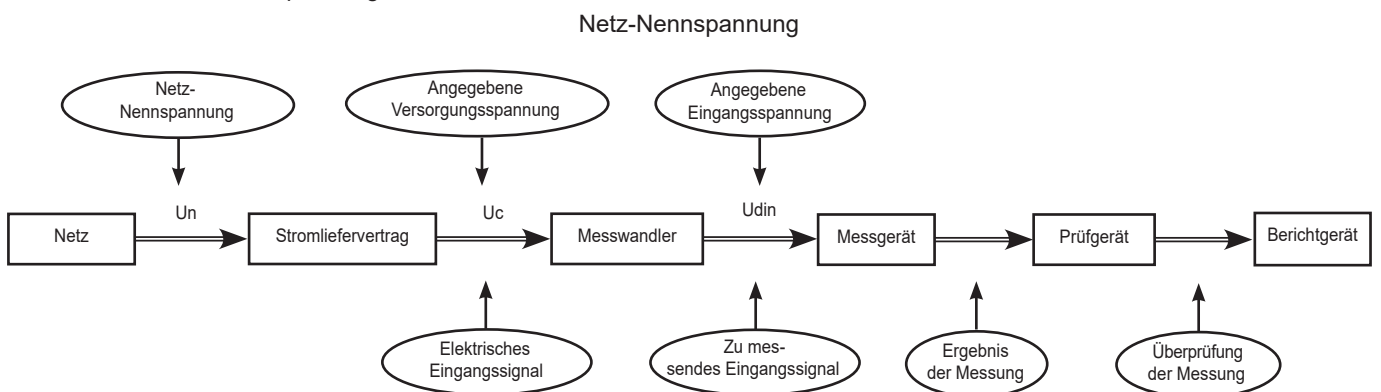 Netz-Nennspannung
Netz-
Nennspannung
Angegebene
Versorgungsspannung
Angegebene
Eingangsspannung
Un
Uc
Udin
Netz
Stromliefervertrag
Messwandler
Messgerät
Prüfgerät
Berichtgerät
Elektrisches
Eingangssignal
Zu mes-
sendes Eingangssignal
Ergebnis
der Messung
Überprüfung
der Messung